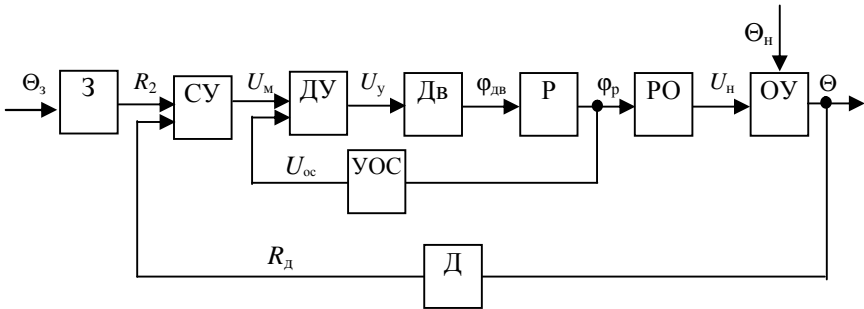 Θн
Θз
З
R2
СУ
Uм
ДУ
Uу
Дв
φдв
Р
φр
РО
Uн
ОУ
Θ
Uос
УОС
Rд
Д